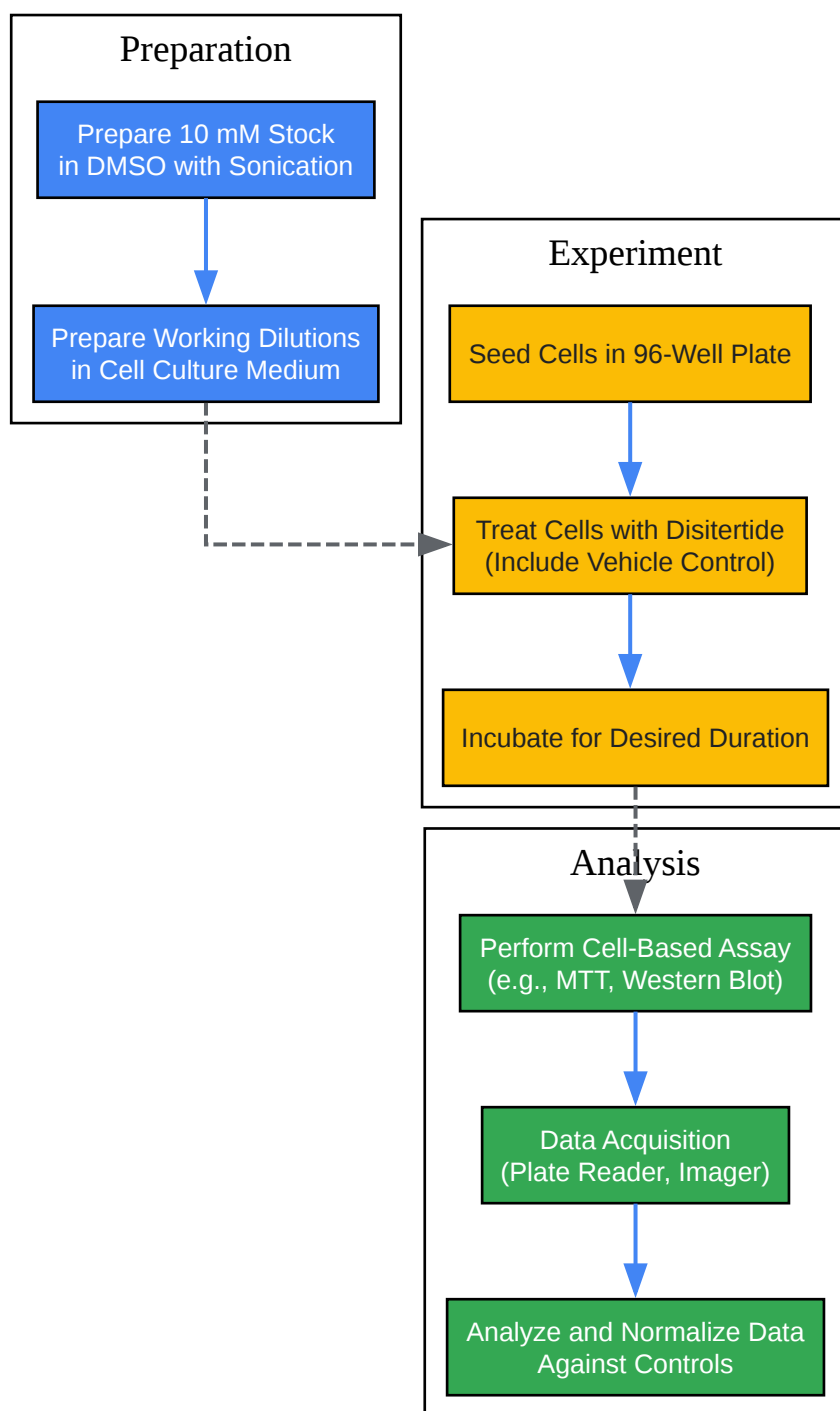 Preparation
Prepare 10 mM Stock
in DMSO with Sonication
Prepare Working Dilutions
in Cell Culture Medium
Experiment
Seed Cells in 96-Well Plate
Treat Cells with Disitertide
(Include Vehicle Control)
Incubate for Desired Duration
Analysis
Perform Cell-Based Assay
(e.g., MTT, Western Blot)
Data Acquisition
(Plate Reader, Imager)
Analyze and Normalize Data
Against Controls